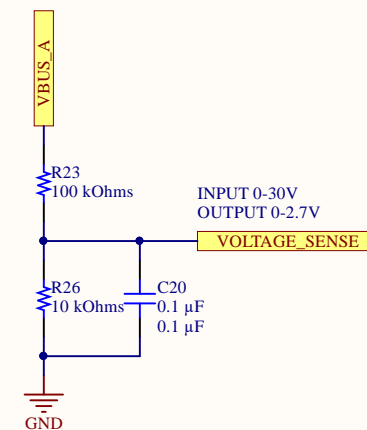 VBUS_A
R23
100 kOhms
INPUT 0-30V
OUTPUT 0-2.7V
VOLTAGE_SENSE
R26
10 kOhms
C20
0.1 µF
0.1 µF
GND